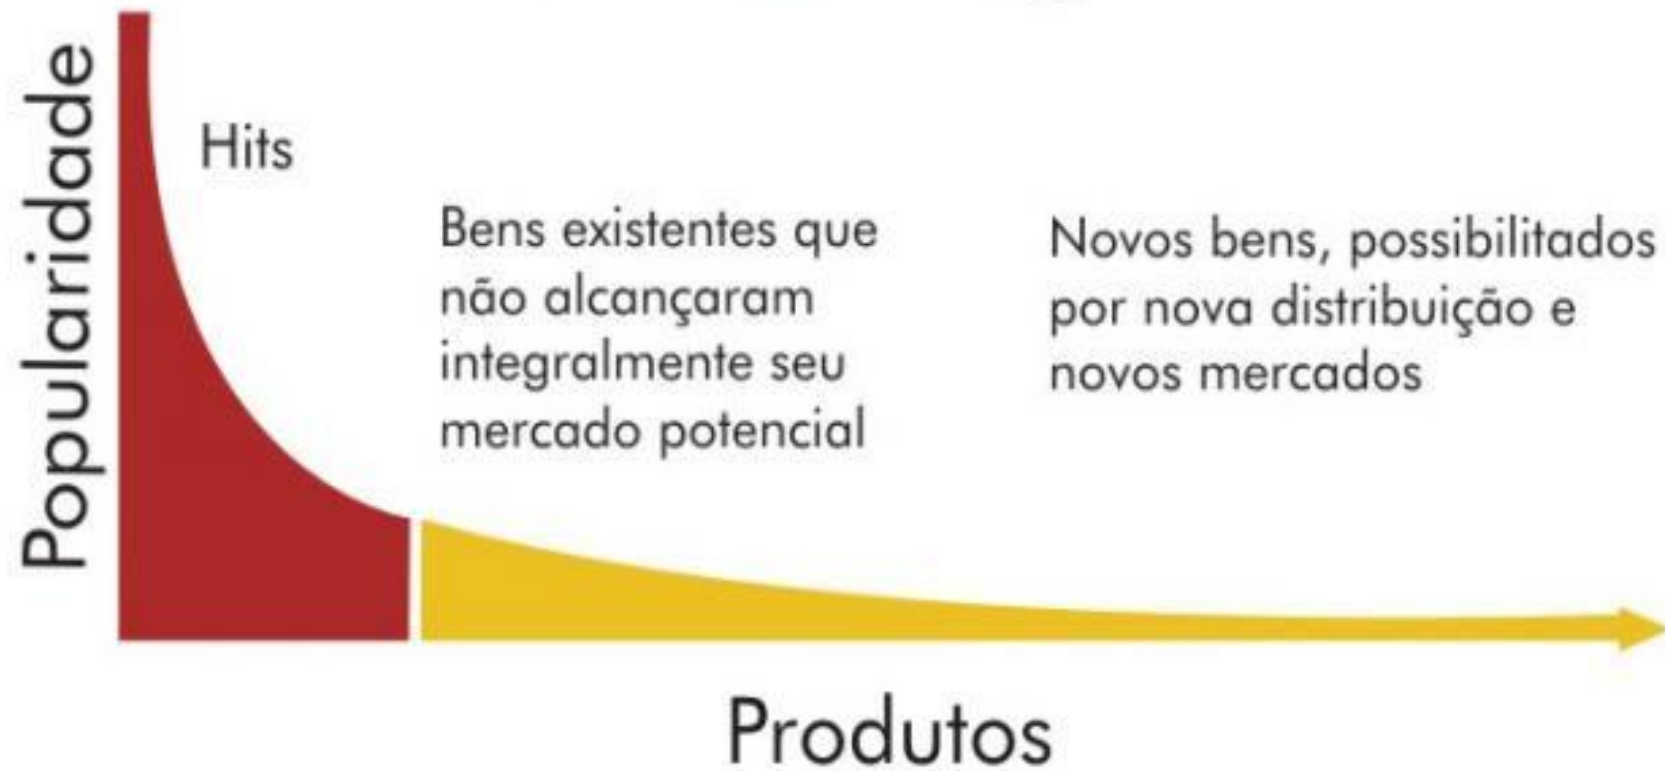 Popularidade
Hits
Bens existentes que
não alcançaram
integralmente seu
mercado potencial
Novos bens, possibilitados
por nova distribuição e
novos mercados
Produtos